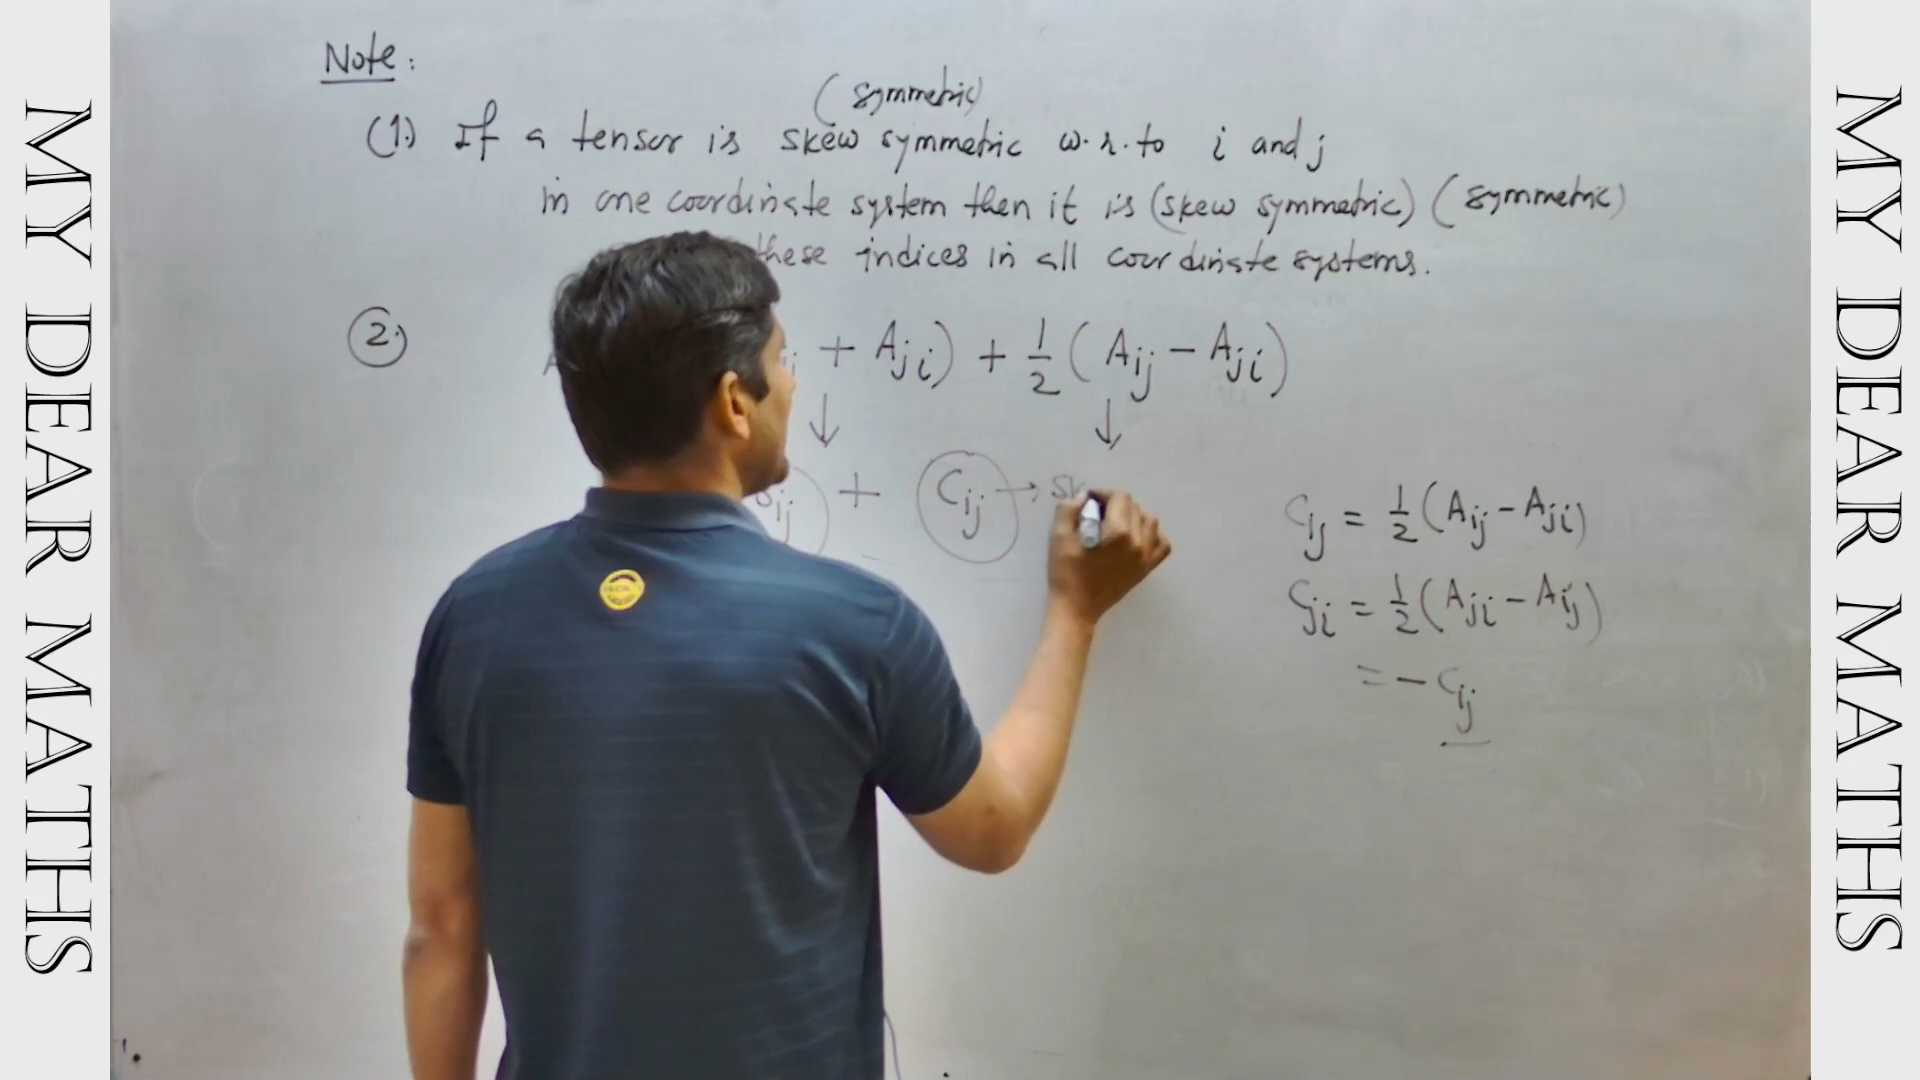 MY DEAR MATHS
Note:
(symmetric)
(1.) If a tensor is skew symmetric w.r.to i and j
in one coordinate system then it is (skew symmetric) (symmetric)
these indices in all coordinate systems.
2. + Aji) + 1/2 (Aij - Aji)
↓ ↓
ij + Cij →
Cij = 1/2 (Aij - Aji)
Cji = 1/2 (Aji - Aij)
= - Cij
MY DEAR MATHS